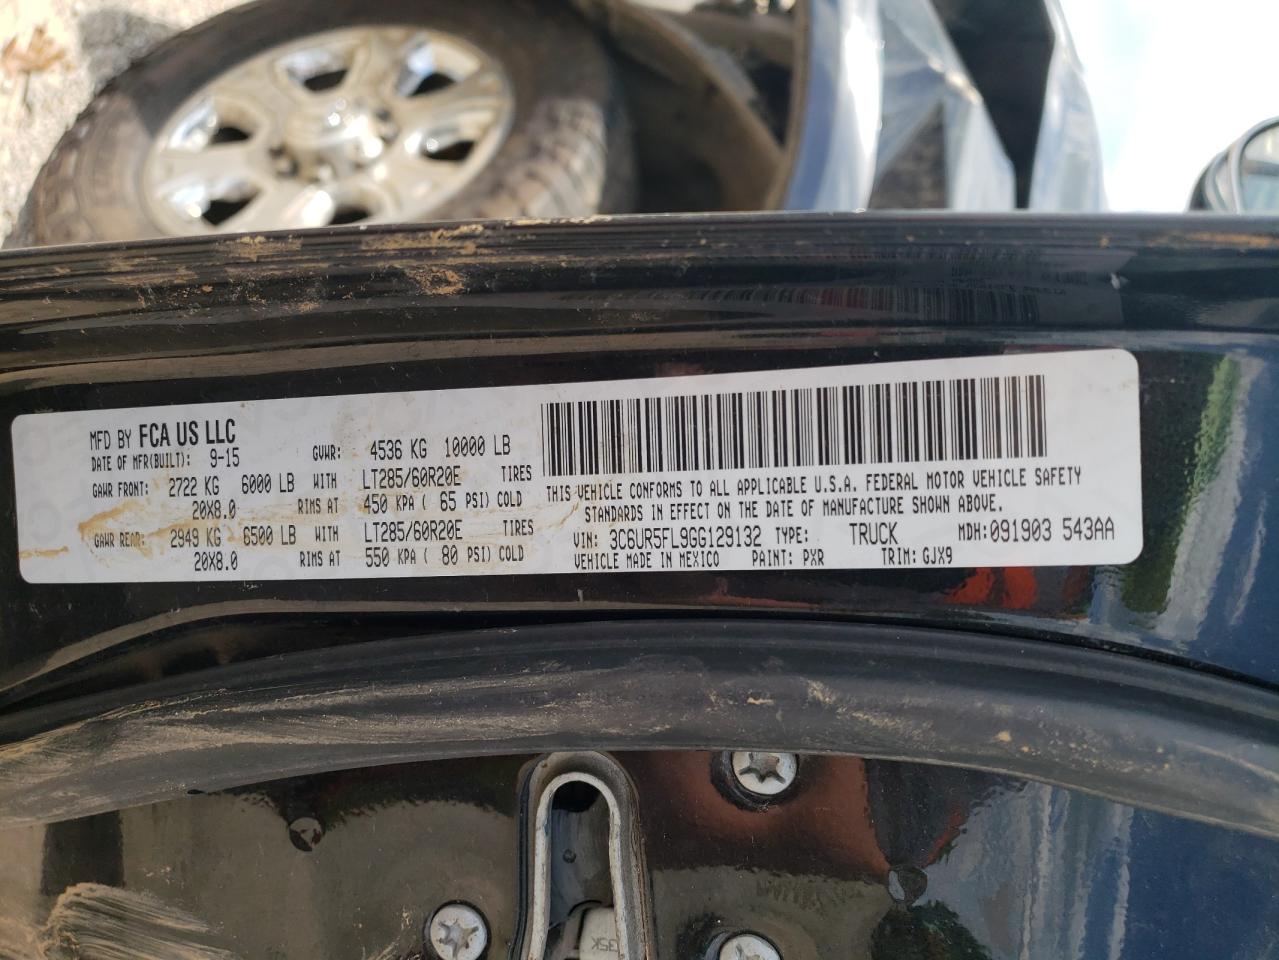 MFD BY FCA US LLC
DATE OF MFR(BUILT): 9-15 GVWR: 4536 KG 10000 LB
GAWR FRONT: 2722 KG 6000 LB WITH LT285/60R20E TIRES
20X8.0 RIMS AT 450 KPA ( 65 PSI) COLD
GAWR REAR: 2949 KG 6500 LB WITH LT285/60R20E TIRES
20X8.0 RIMS AT 550 KPA ( 80 PSI) COLD
THIS VEHICLE CONFORMS TO ALL APPLICABLE U.S.A. FEDERAL MOTOR VEHICLE SAFETY
STANDARDS IN EFFECT ON THE DATE OF MANUFACTURE SHOWN ABOVE.
VIN: 3C6UR5FL9GG129132 TYPE: TRUCK MDH: 091903 543AA
VEHICLE MADE IN MEXICO PAINT: PXR TRIM: GJX9
35K